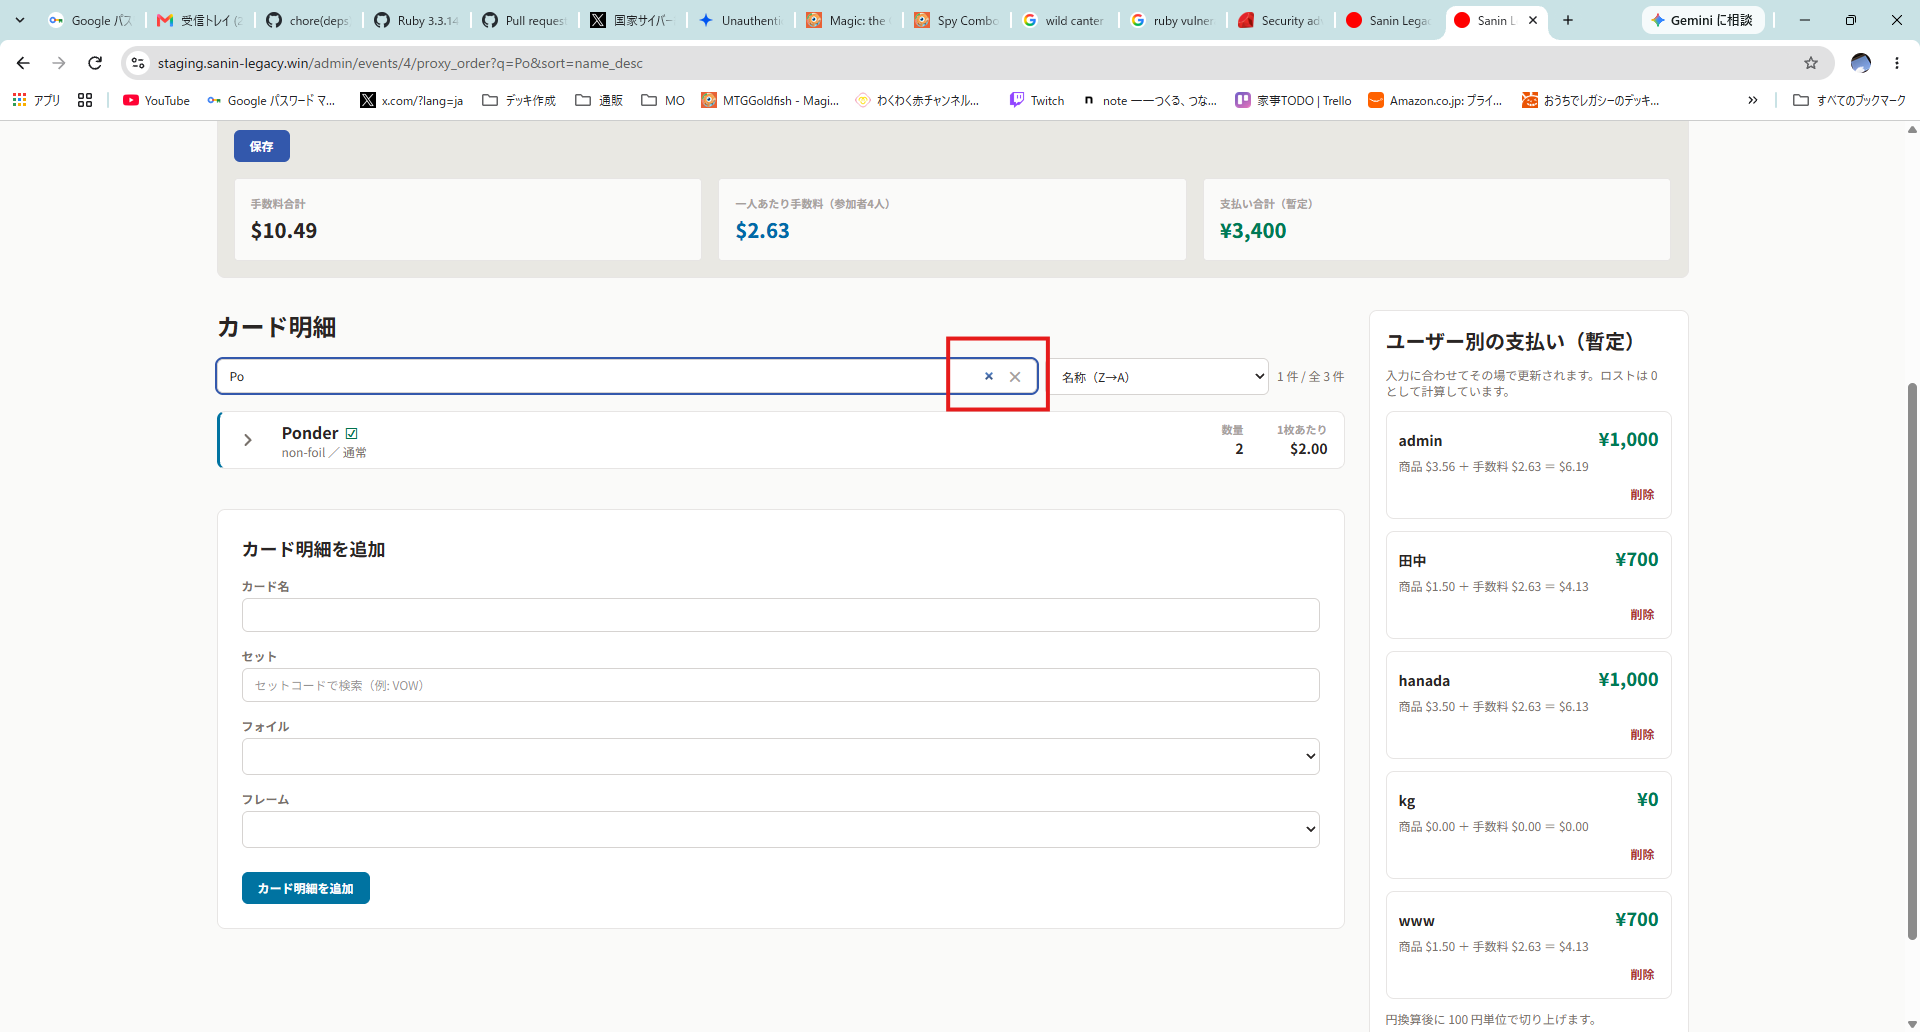 Google パス
受信トレイ (2
chore(deps
Ruby 3.3.14
Pull reques
国家サイバー
Unauthenti
Magic: the
Spy Combo
wild canter
ruby vulner
Security ad
Sanin Legac
Sanin L
Gemini に相談
staging.sanin-legacy.win/admin/events/4/proxy_order?q=Po&sort=name_desc
アプリ
YouTube
Google パスワード マ...
x.com/?lang=ja
デッキ作成
通販
MO
MTGGoldfish - Magi...
わくわく赤チャンネル...
Twitch
note ーーつくる、つな...
家事TODO | Trello
Amazon.co.jp: プライ...
おうちでレガシーのデッキ...
すべてのブックマーク
保存
手数料合計
$10.49
一人あたり手数料（参加者4人）
$2.63
支払い合計（暫定）
¥3,400
カード明細
Po
名称（Z→A）
1 件 / 全 3 件
Ponder
non-foil ／ 通常
数量
2
1枚あたり
$2.00
カード明細を追加
カード名
セット
セットコードで検索（例: VOW）
フォイル
フレーム
カード明細を追加
ユーザー別の支払い（暫定）
入力に合わせてその場で更新されます。ロストは 0
として計算しています。
admin
¥1,000
商品 $3.56 ＋ 手数料 $2.63 ＝ $6.19
削除
田中
¥700
商品 $1.50 ＋ 手数料 $2.63 ＝ $4.13
削除
hanada
¥1,000
商品 $3.50 ＋ 手数料 $2.63 ＝ $6.13
削除
kg
¥0
商品 $0.00 ＋ 手数料 $0.00 ＝ $0.00
削除
www
¥700
商品 $1.50 ＋ 手数料 $2.63 ＝ $4.13
削除
円換算後に 100 円単位で切り上げます。